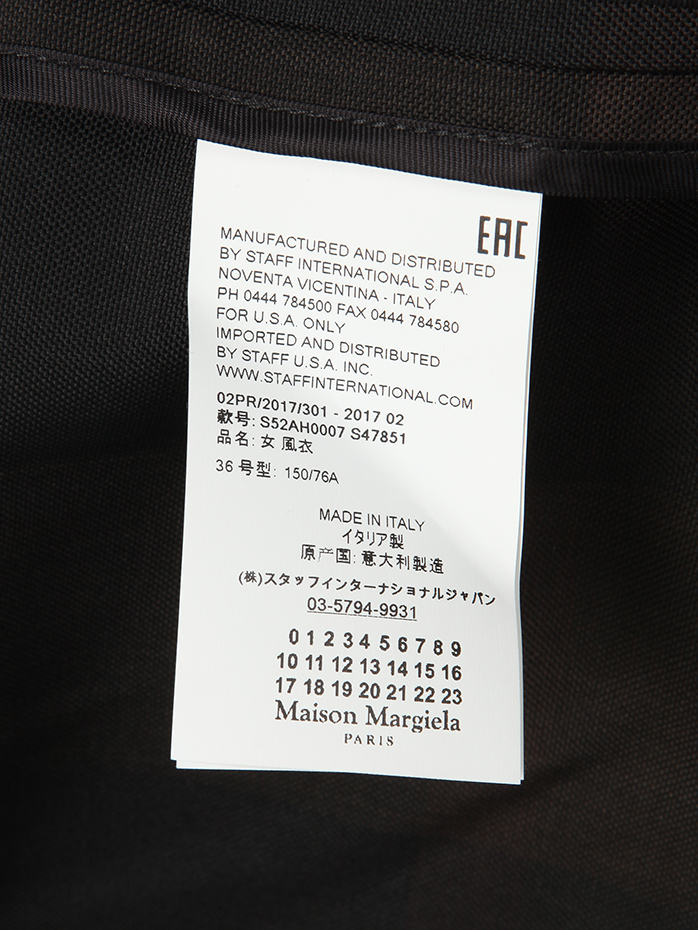 EAC
MANUFACTURED AND DISTRIBUTED
BY STAFF INTERNATIONAL S.P.A.
NOVENTA VICENTINA - ITALY
PH 0444 784500 FAX 0444 784580
FOR U.S.A. ONLY
IMPORTED AND DISTRIBUTED
BY STAFF U.S.A. INC.
WWW.STAFFINTERNATIONAL.COM
02PR/2017/301 - 2017 02
款号: S52AH0007 S47851
品名: 女 風衣
36 号型: 150/76A
MADE IN ITALY
イタリア製
原产国: 意大利製造
(株)スタッフインターナショナルジャパン
03-5794-9931
0 1 2 3 4 5 6 7 8 9
10 11 12 13 14 15 16
17 18 19 20 21 22 23
Maison Margiela
PARIS